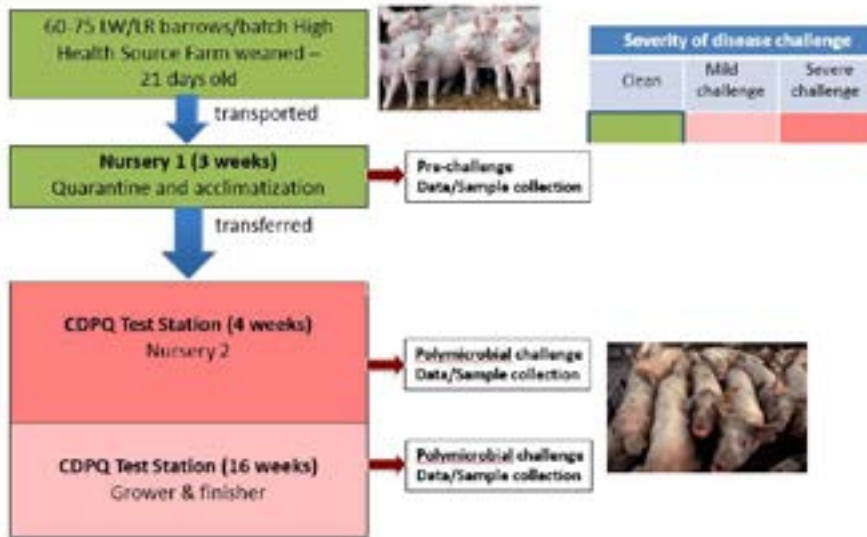 60-75 LW/LR barrows/batch High
Health Source Farm weaned –
21 days old
transported
Nursery 1 (3 weeks)
Quarantine and acclimatization
Pre-challenge
Data/Sample collection
transferred
CDPQ Test Station (4 weeks)
Nursery 2
Polymicrobial challenge
Data/Sample collection
CDPQ Test Station (16 weeks)
Grower & finisher
Polymicrobial challenge
Data/Sample collection
Severity of disease challenge
Clean
Mild
challenge
Severe
challenge